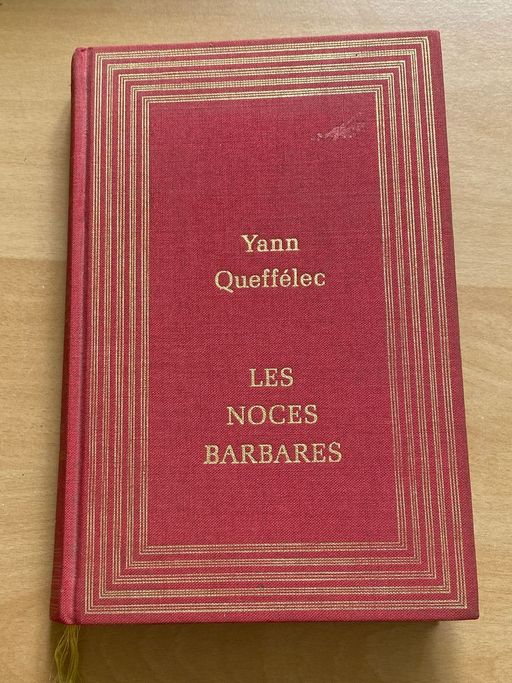 Yann
Queffélec
LES
NOCES
BARBARES